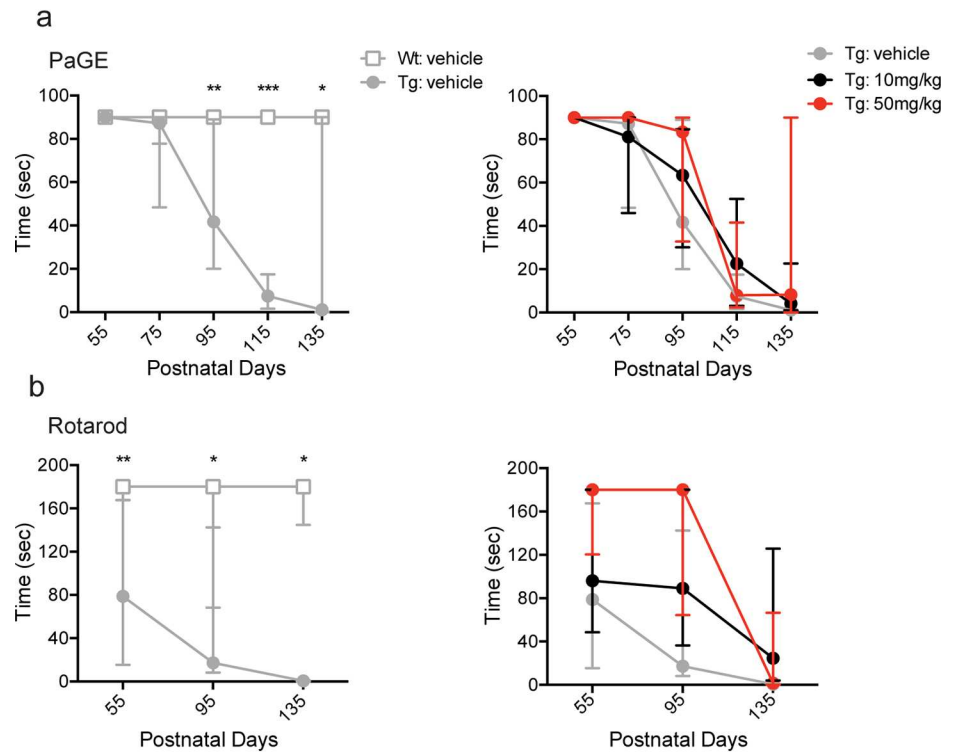 a
PaGE
Wt: vehicle
Tg: vehicle
** *** *
100
80
60
40
20
0
Time (sec)
55 75 95 115 135
Postnatal Days
Tg: vehicle
Tg: 10mg/kg
Tg: 50mg/kg
100
80
60
40
20
0
Time (sec)
55 75 95 115 135
Postnatal Days
b
Rotarod
** * *
200
160
120
80
40
0
Time (sec)
55 95 135
Postnatal Days
200
160
120
80
40
0
Time (sec)
55 95 135
Postnatal Days